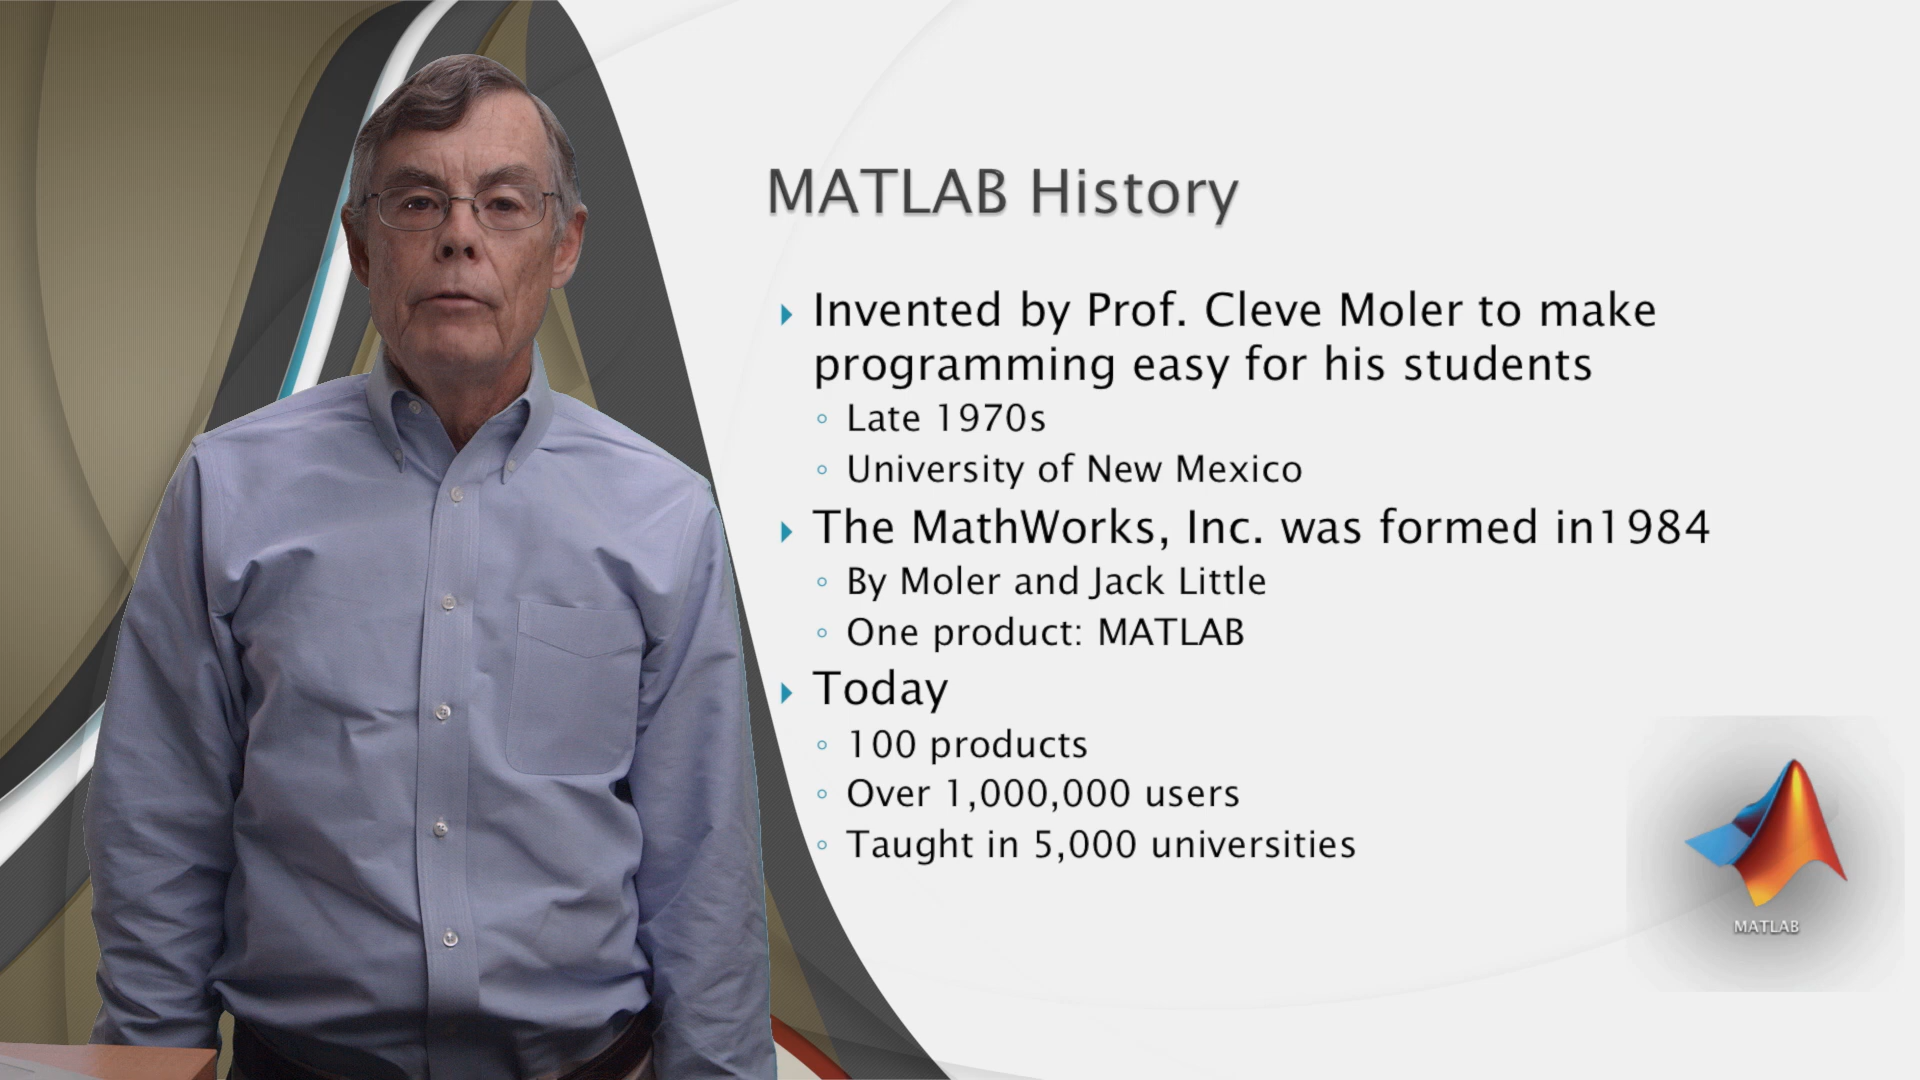 MATLAB History
Invented by Prof. Cleve Moler to make
programming easy for his students
Late 1970s
University of New Mexico
The MathWorks, Inc. was formed in1984
By Moler and Jack Little
One product: MATLAB
Today
100 products
Over 1,000,000 users
Taught in 5,000 universities
MATLAB